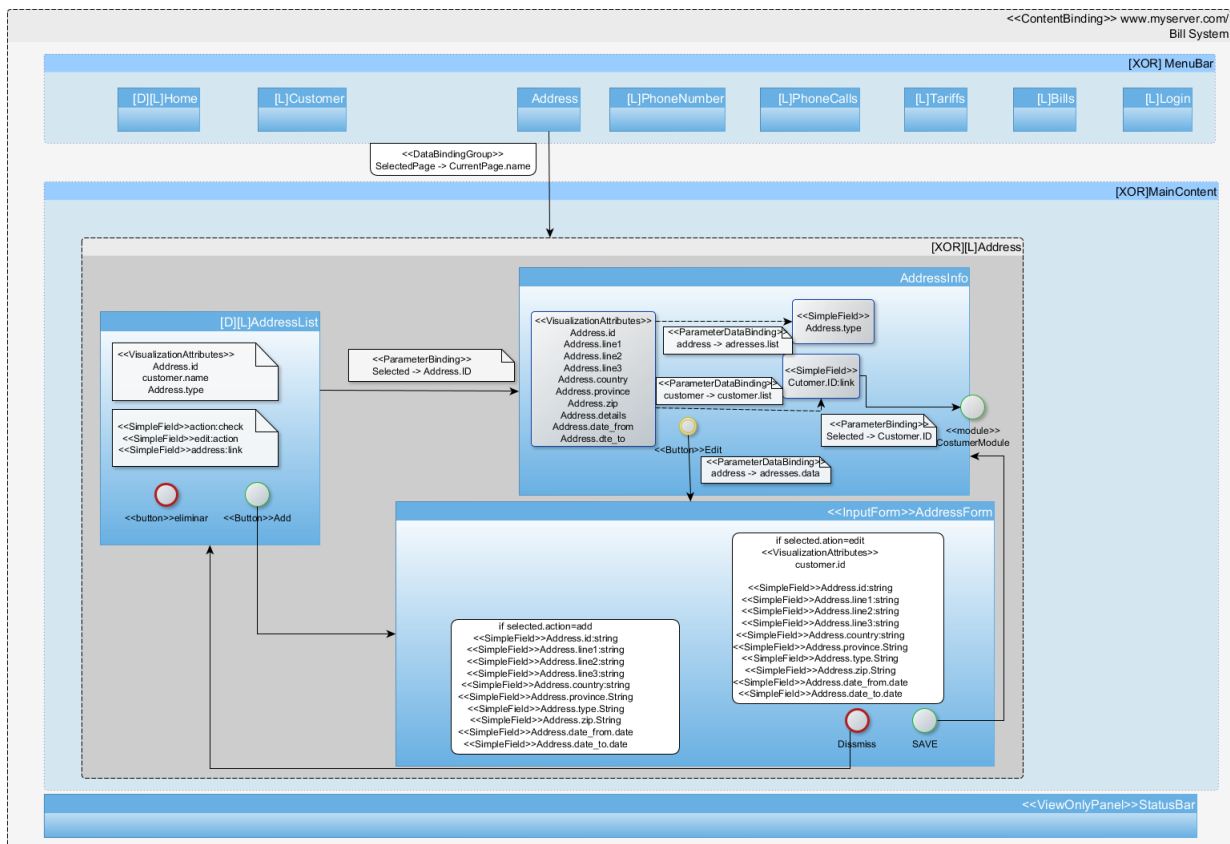 <<ContentBinding>> www.myserver.com/
Bill System
[XOR] MenuBar
[D][L]Home
[L]Customer
Address
[L]PhoneNumber
[L]PhoneCalls
[L]Tariffs
[L]Bills
[L]Login
<<DataBindingGroup>>
SelectedPage -> CurrentPage.name
[XOR]MainContent
[XOR][L]Address
AddressInfo
[D][L]AddressList
<<VisualizationAttributes>>
Address.id
customer.name
Address.type
<<SimpleField>>action:check
<<SimpleField>>edit:action
<<SimpleField>>address:link
<<button>>eliminar
<<Button>>Add
<<ParameterBinding>>
Selected -> Address.ID
<<VisualizationAttributes>>
Address.id
Address.line1
Address.line2
Address.line3
Address.country
Address.province
Address.zip
Address.details
Address.date_from
Address.dte_to
<<SimpleField>>
Address.type
<<ParameterDataBinding>>
address -> adresses.list
<<SimpleField>>
Cutomer.ID:link
<<ParameterDataBinding>>
customer -> customer.list
<<ParameterBinding>>
Selected -> Customer.ID
<<module>>
CostumerModule
<<Button>>Edit
<<ParameterDataBinding>>
address -> adresses.data
<<InputForm>>AddressForm
if selected.ation=edit
<<VisualizationAttributes>>
customer.id
<<SimpleField>>Address.id:string
<<SimpleField>>Address.line1:string
<<SimpleField>>Address.line2:string
<<SimpleField>>Address.line3:string
<<SimpleField>>Address.country:string
<<SimpleField>>Address.province.String
<<SimpleField>>Address.type.String
<<SimpleField>>Address.zip.String
<<SimpleField>>Address.date_from.date
<<SimpleField>>Address.date_to.date
if selected.action=add
<<SimpleField>>Address.id:string
<<SimpleField>>Address.line1:string
<<SimpleField>>Address.line2:string
<<SimpleField>>Address.line3:string
<<SimpleField>>Address.country:string
<<SimpleField>>Address.province.String
<<SimpleField>>Address.type.String
<<SimpleField>>Address.zip.String
<<SimpleField>>Address.date_from.date
<<SimpleField>>Address.date_to.date
Dissmiss
SAVE
<<ViewOnlyPanel>>StatusBar